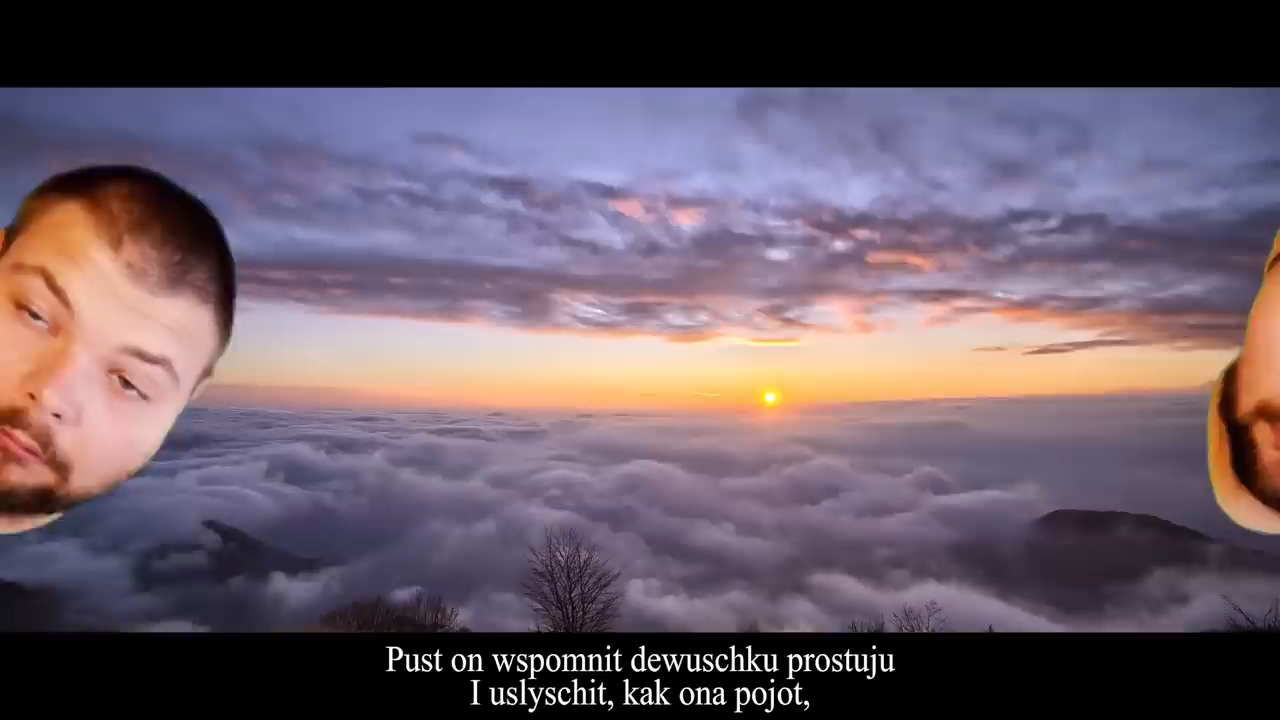 Pust on wspomnit dewuschku prostuju
I uslyschit, kak ona pojot,